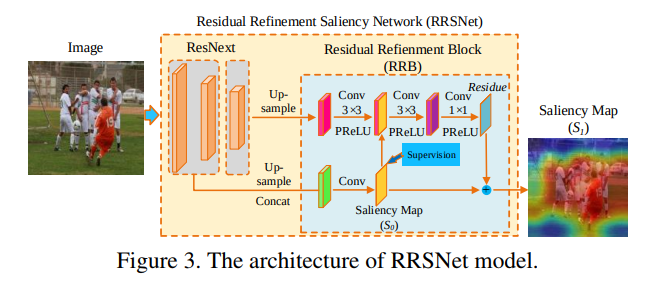 Residual Refinement Saliency Network (RRSNet)
Image
ResNext
Residual Refienment Block
(RRB)
Up-
sample
Conv
3×3
PReLU
Conv
3×3
PReLU
Conv
1×1
PReLU
Residue
Supervision
Up-
sample
Concat
Conv
Saliency Map
(S₀)
+
Saliency Map
(S₁)
Figure 3. The architecture of RRSNet model.